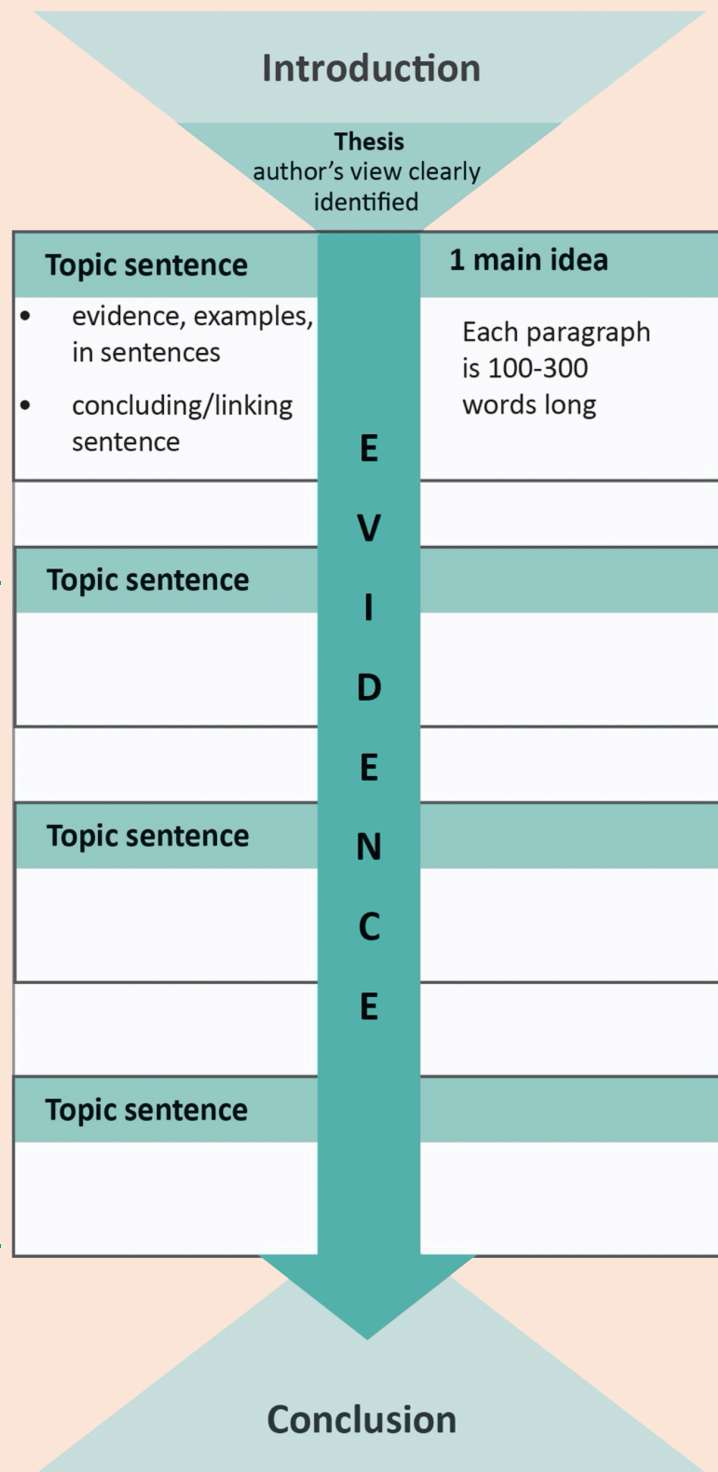 Introduction
Thesis
author’s view clearly
identified
Topic sentence
1 main idea
• evidence, examples,
in sentences
• concluding/linking
sentence
Each paragraph
is 100-300
words long
E
V
I
D
E
N
C
E
Topic sentence
Topic sentence
Topic sentence
Conclusion